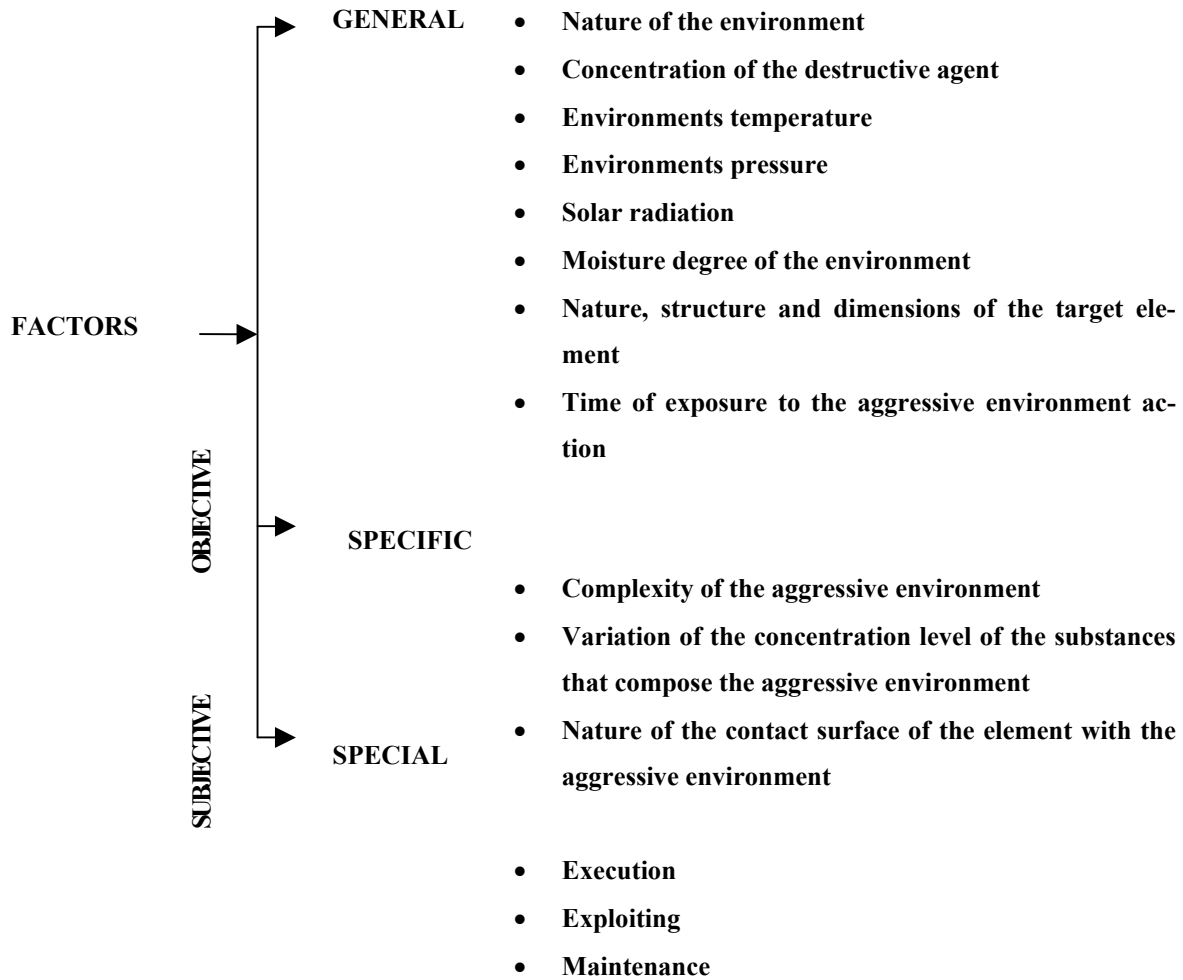 GENERAL
• Nature of the environment
• Concentration of the destructive agent
• Environments temperature
• Environments pressure
• Solar radiation
• Moisture degree of the environment
FACTORS
• Nature, structure and dimensions of the target ele-
ment
• Time of exposure to the aggressive environment ac-
tion
OBJECTIVE
SPECIFIC
• Complexity of the aggressive environment
• Variation of the concentration level of the substances
that compose the aggressive environment
SUBJECTIVE
SPECIAL
• Nature of the contact surface of the element with the
aggressive environment
• Execution
• Exploiting
• Maintenance